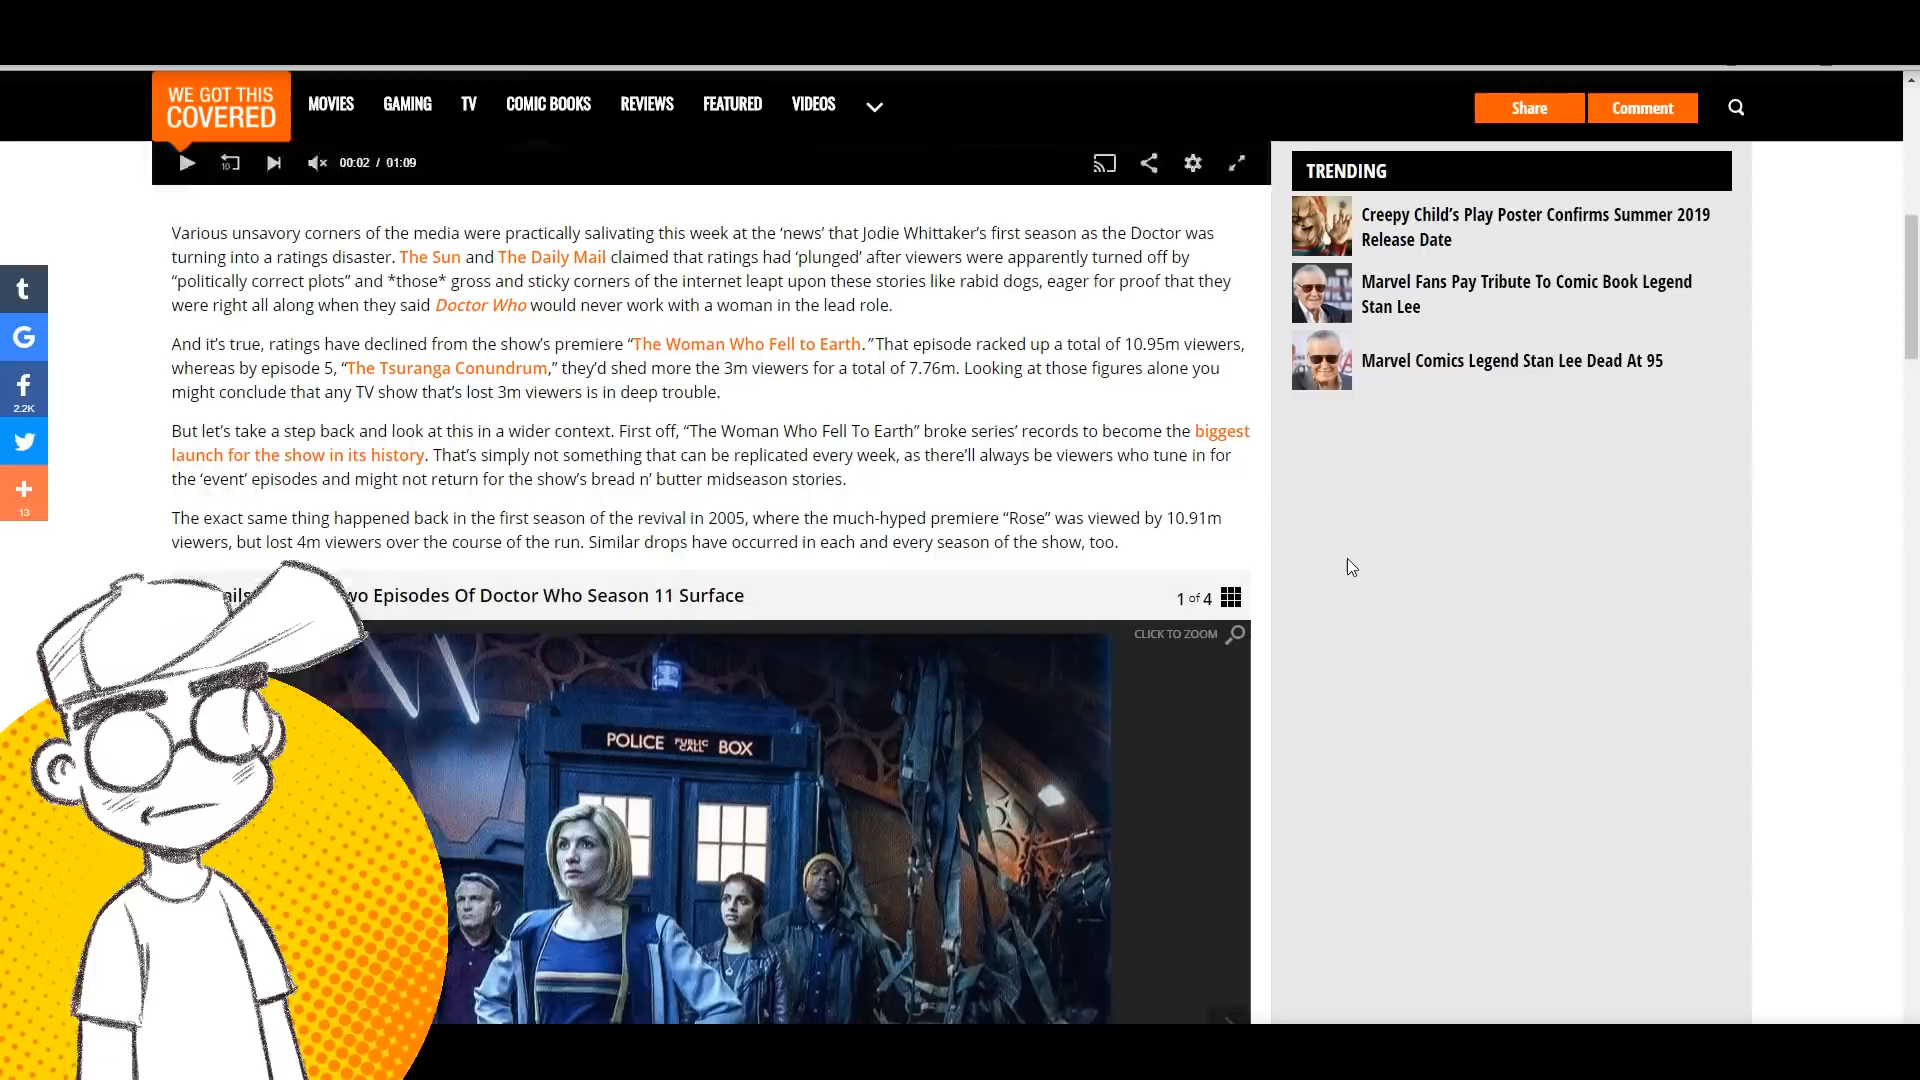 WE GOT THIS
COVERED
MOVIES GAMING TV COMIC BOOKS REVIEWS FEATURED VIDEOS
Share Comment
10 00:02 / 01:09
TRENDING
Creepy Child's Play Poster Confirms Summer 2019
Release Date
Marvel Fans Pay Tribute To Comic Book Legend
Stan Lee
Marvel Comics Legend Stan Lee Dead At 95
t
G
f
2.2K
+
13
Various unsavory corners of the media were practically salivating this week at the ‘news’ that Jodie Whittaker’s first season as the Doctor was
turning into a ratings disaster. The Sun and The Daily Mail claimed that ratings had ‘plunged’ after viewers were apparently turned off by
“politically correct plots” and *those* gross and sticky corners of the internet leapt upon these stories like rabid dogs, eager for proof that they
were right all along when they said Doctor Who would never work with a woman in the lead role.
And it’s true, ratings have declined from the show’s premiere “The Woman Who Fell to Earth.” That episode racked up a total of 10.95m viewers,
whereas by episode 5, “The Tsuranga Conundrum,” they’d shed more the 3m viewers for a total of 7.76m. Looking at those figures alone you
might conclude that any TV show that’s lost 3m viewers is in deep trouble.
But let’s take a step back and look at this in a wider context. First off, “The Woman Who Fell To Earth” broke series’ records to become the biggest
launch for the show in its history. That’s simply not something that can be replicated every week, as there’ll always be viewers who tune in for
the ‘event’ episodes and might not return for the show’s bread n’ butter midseason stories.
The exact same thing happened back in the first season of the revival in 2005, where the much-hyped premiere “Rose” was viewed by 10.91m
viewers, but lost 4m viewers over the course of the run. Similar drops have occurred in each and every season of the show, too.
Episodes Of Doctor Who Season 11 Surface
1 of 4
CLICK TO ZOOM
POLICE PUBLIC CALL BOX